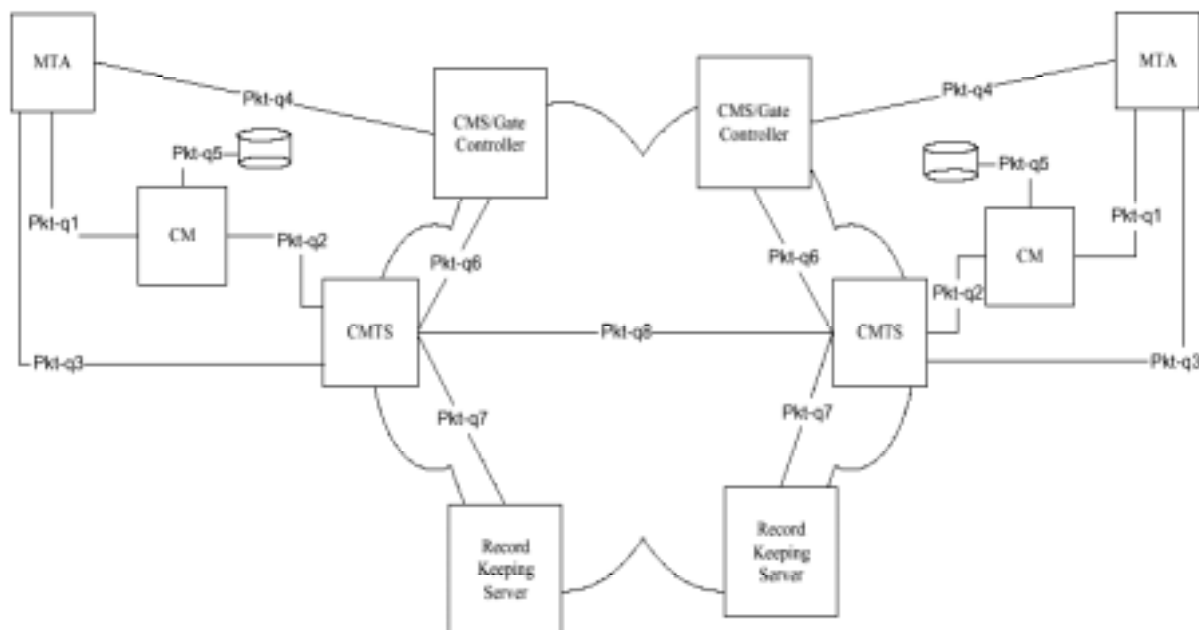 MTA
MTA
Pkt-q4
Pkt-q4
CMS/Gate
Controller
CMS/Gate
Controller
Pkt-q5
Pkt-q5
Pkt-q1
CM
Pkt-q2
Pkt-q6
Pkt-q6
Pkt-q2
CM
Pkt-q1
CMTS
Pkt-q8
CMTS
Pkt-q3
Pkt-q3
Pkt-q7
Pkt-q7
Record
Keeping
Server
Record
Keeping
Server